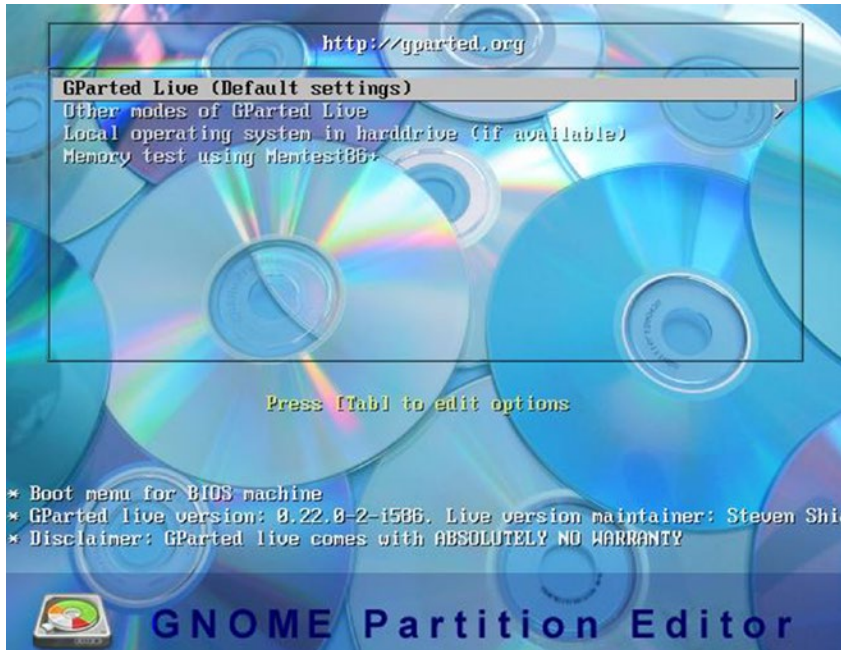 http://gparted.org
GParted Live (Default settings)
Other modes of GParted Live >
Local operating system in harddrive (if available)
Memory test using Memtest86+
Press [Tab] to edit options
* Boot menu for BIOS machine
* GParted live version: 0.22.0-2-i586. Live version maintainer: Steven Shi
* Disclaimer: GParted live comes with ABSOLUTELY NO WARRANTY
GNOME Partition Editor